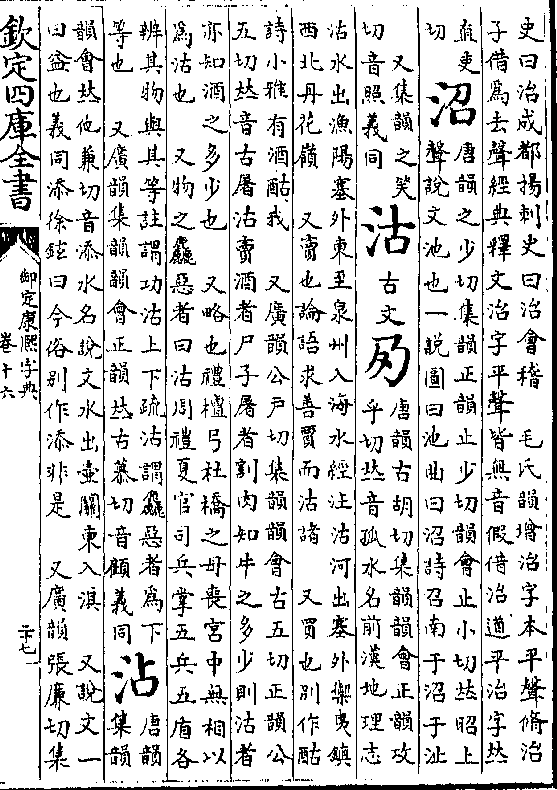 史曰治成都揚刺史曰治會稽　毛氏韻增治字本平聲脩治
子借爲去聲經典釋文治字平聲皆無音假借治道平治字𠀤
直吏切
沼
唐韻之少切集韻正韻止少切韻會止小切𠀤昭上
聲說文池也一說圓曰池曲曰沼詩召南于沼于沚
又集韻之笑
切音照義同
沽
古文𡳾
唐韻古胡切集韻韻會正韻攻
乎切𠀤音孤水名前漢地理志
沽水出漁陽塞外東至泉州入海水經注沽河出塞外禦夷鎮
西北丹花嶺　又賣也論語求善賈而沽諸　又買也別作酤
詩小雅有酒酤我　又廣韻公戸切集韻韻會古五切正韻公
五切𠀤音古屠沽賣酒者尸子屠者割肉知牛之多少則沽者
亦知酒之多少也　又略也禮檀弓杜橋之母喪宮中無相以
爲沽也　又物之麤惡者曰沽周禮夏官司兵掌五兵五盾各
辨其物與其等註謂功沽上下疏沽謂麤惡者爲下
等也　又廣韻集韻韻會正韻𠀤古慕切音顧義同
沾
唐韻
集韻
韻會𠀤他兼切音添水名說文水出壷關東入淇　又說文一
曰益也義同添徐鉉曰今俗別作添非是　又廣韻張廉切集
欽定四庫全書
御定康熙字典
卷十六
二十七